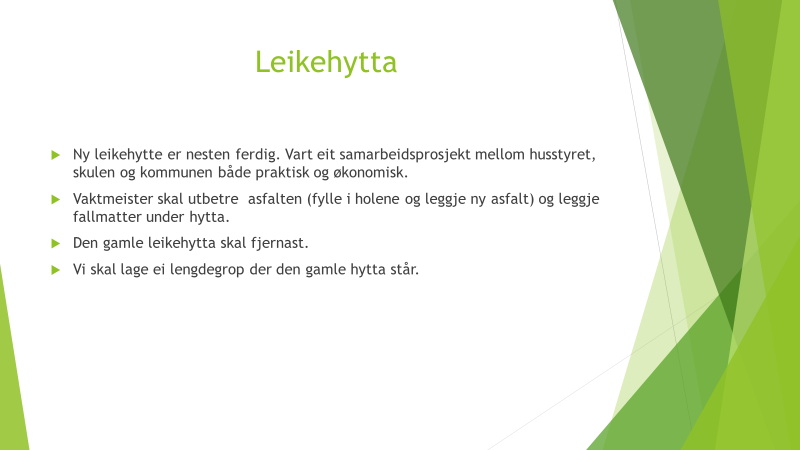 Leikehytta
Ny leikehytte er nesten ferdig. Vart eit samarbeidsprosjekt mellom husstyret,
skulen og kommunen både praktisk og økonomisk.
Vaktmeister skal utbetre  asfalten (fylle i holene og leggje ny asfalt) og leggje
fallmatter under hytta.
Den gamle leikehytta skal fjernast.
Vi skal lage ei lengdegrop der den gamle hytta står.